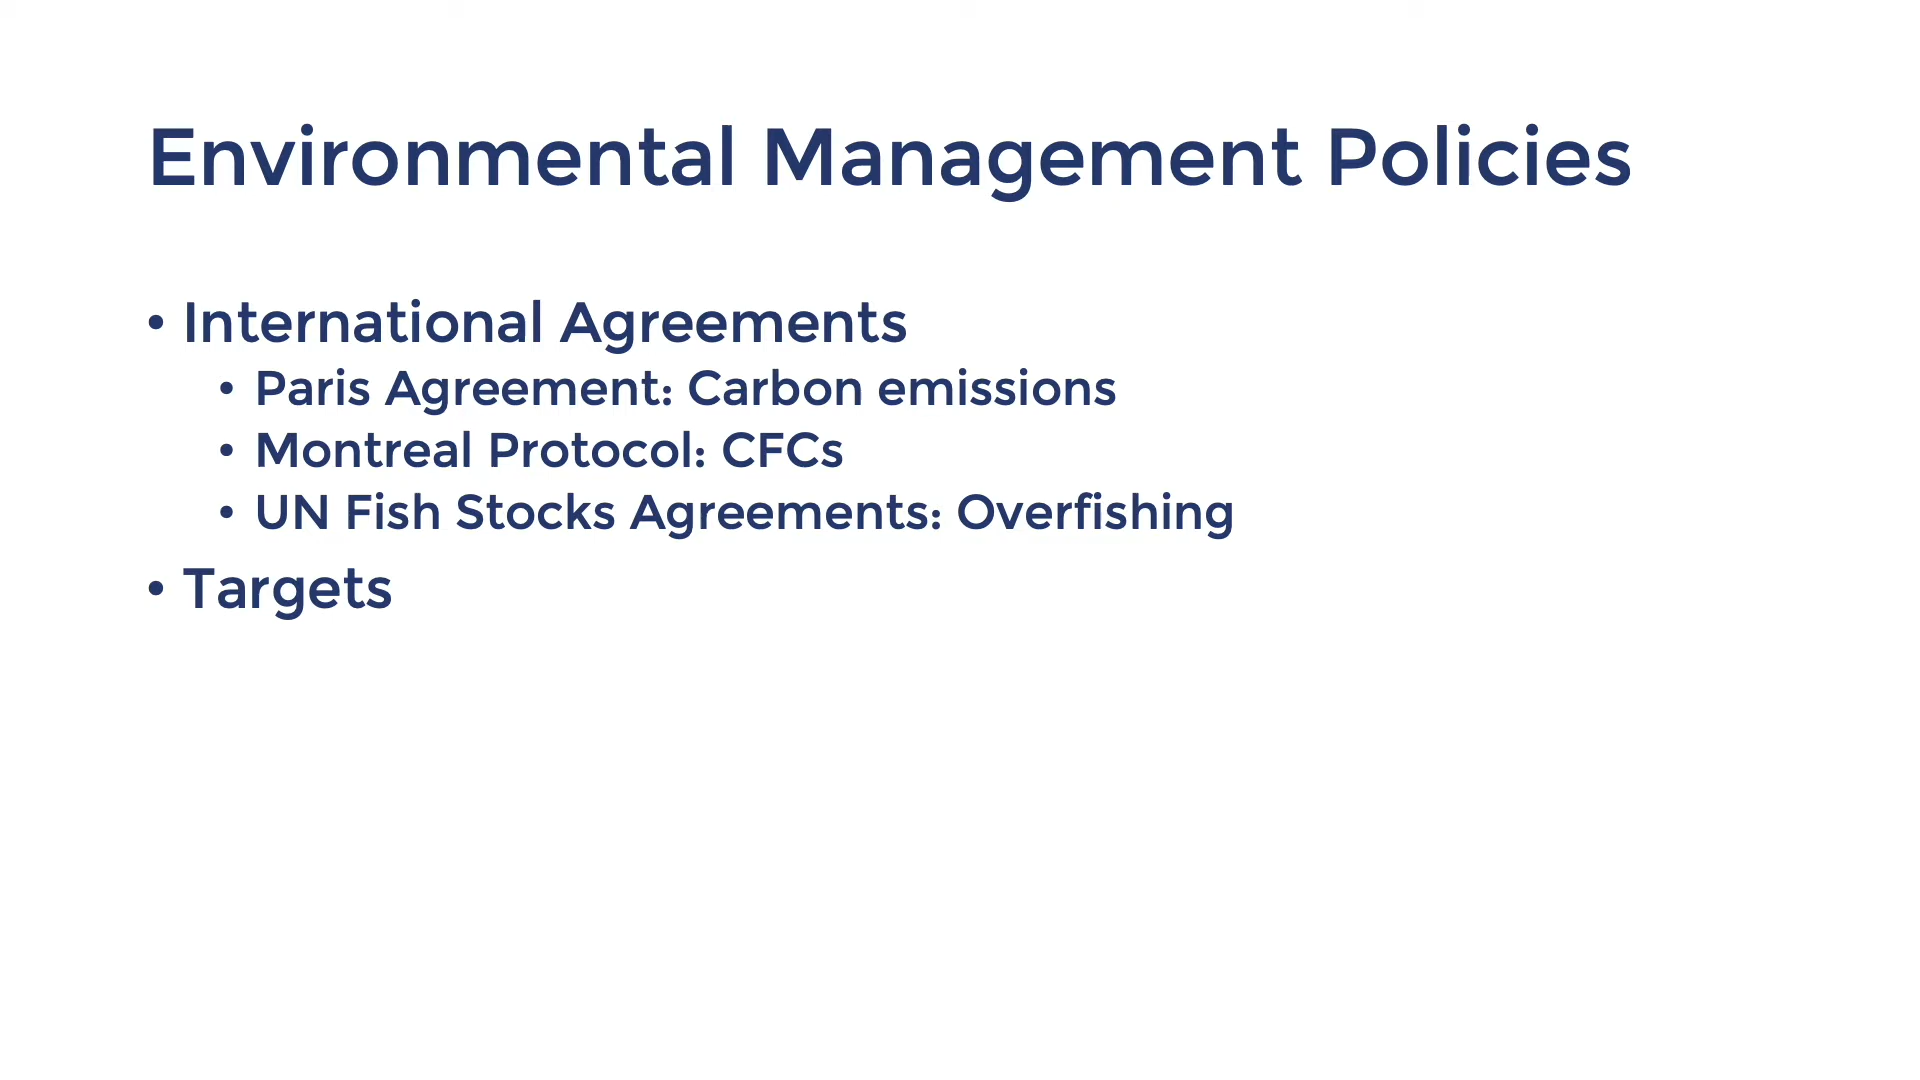 Environmental Management Policies
• International Agreements
• Paris Agreement: Carbon emissions
• Montreal Protocol: CFCs
• UN Fish Stocks Agreements: Overfishing
• Targets